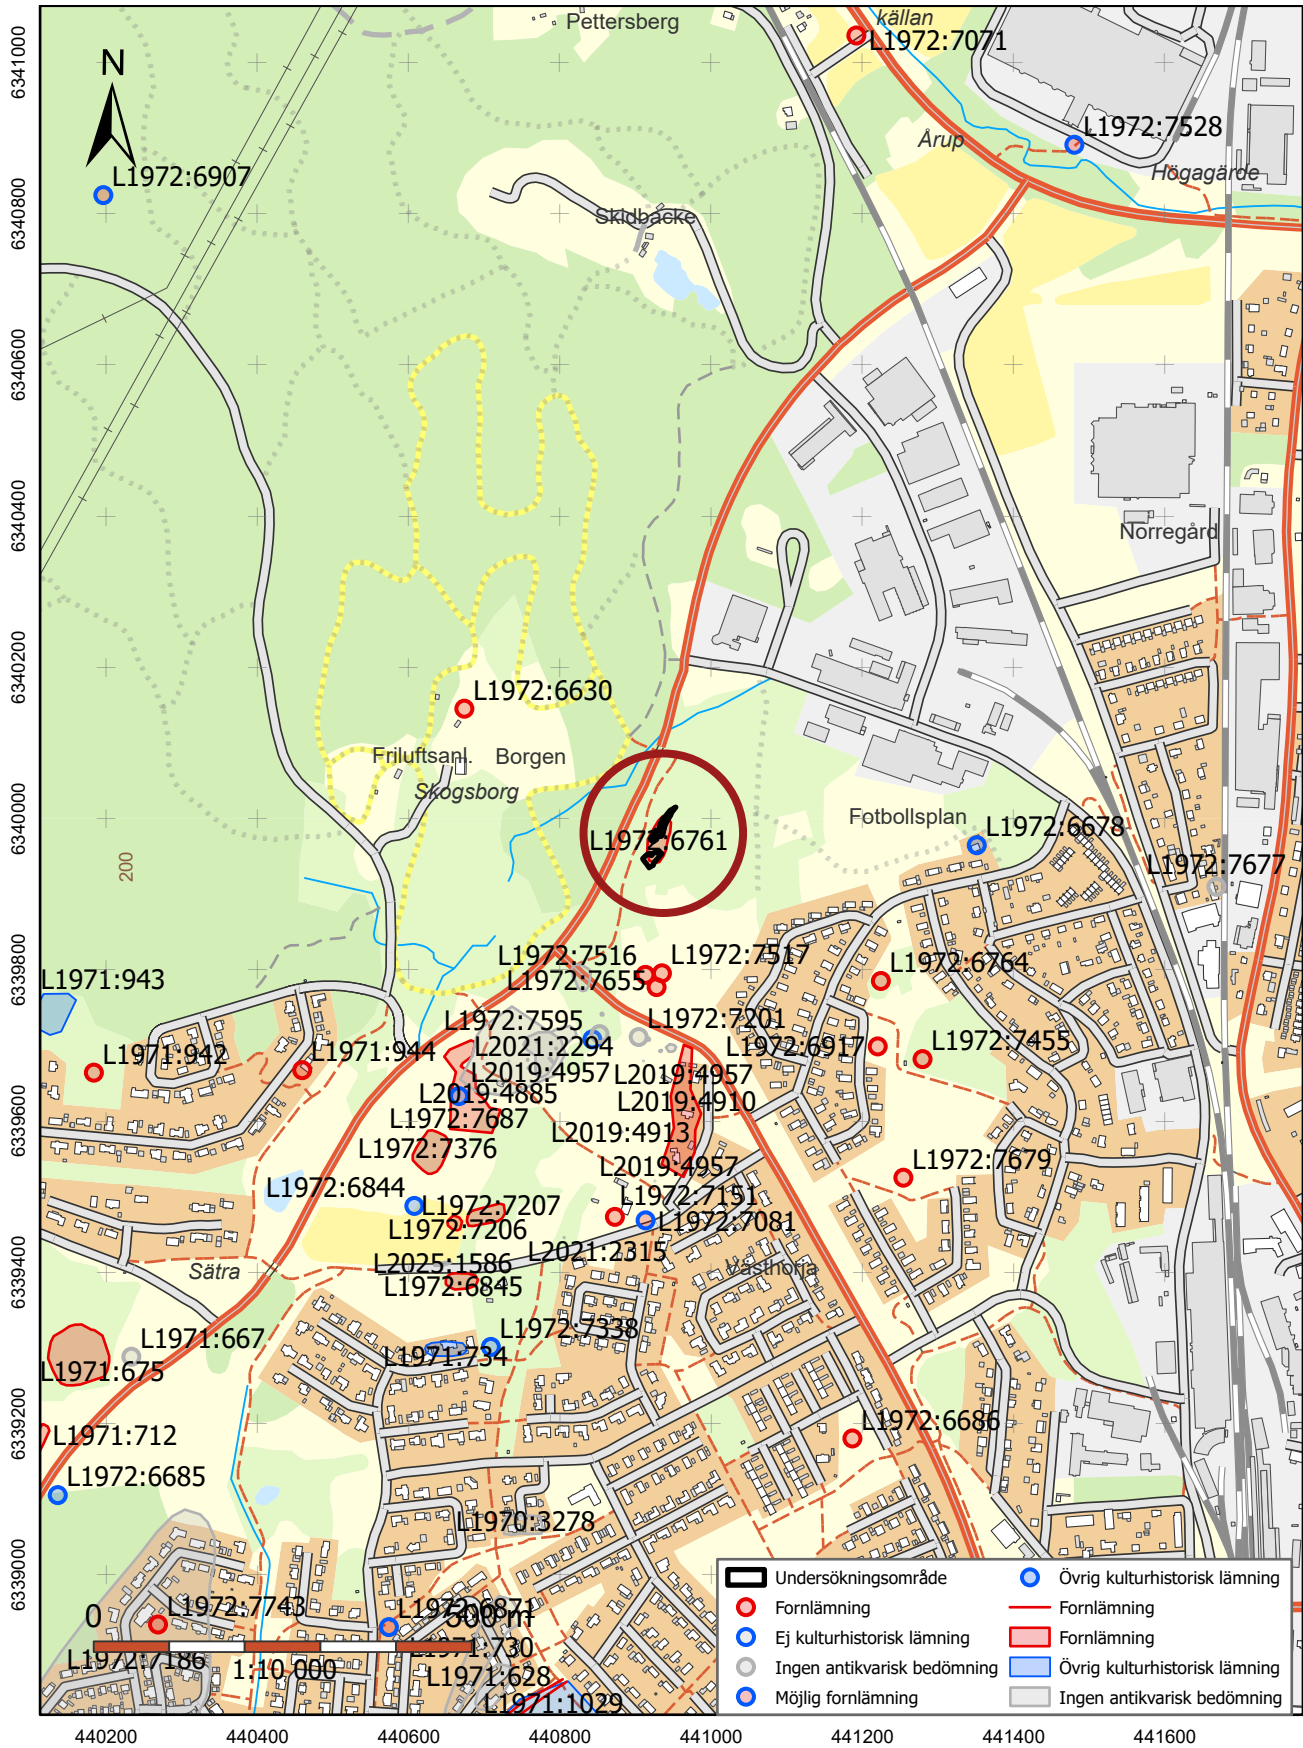 Pettersberg
källan
L1972:7071
6341000
N
Årup
L1972:7528
L1972:6907
Högagärde
6340800
Skidbacke
6340600
6340400
Norregård
6340200
L1972:6630
Friluftsanl.
Borgen
Skogsborg
6340000
L1972:6761
Fotbollsplan
L1972:6678
200
L1972:7677
6339800
L1972:7516
L1972:7517
L1972:6764
L1971:943
L1972:7655
L1972:7595
L1972:7201
L1971:942
L1971:944
L2021:2294
L1972:6917
L1972:7455
L2019:4957
L2019:4957
6339600
L2019:4885
L2019:4910
L1972:7687
L2019:4913
L1972:7376
L2019:4957
L1972:7679
L1972:6844
L1972:7207
L1972:7151
L1972:7206
L1972:7081
6339400
Sätra
L2025:1586
L2021:2315
Västhorja
L1972:6845
L1971:667
L1972:7338
L1971:675
L1971:734
6339200
L1971:712
L1972:6686
L1972:6685
L1970:3278
6339000
0
L1972:7743
L1972:6871
500 m
L1972:7186
1:10 000
L1971:730
L1971:628
L1971:1029
Undersökningsområde
Fornlämning
Ej kulturhistorisk lämning
Ingen antikvarisk bedömning
Möjlig fornlämning
Övrig kulturhistorisk lämning
Fornlämning
Fornlämning
Övrig kulturhistorisk lämning
Ingen antikvarisk bedömning
440200
440400
440600
440800
441000
441200
441400
441600